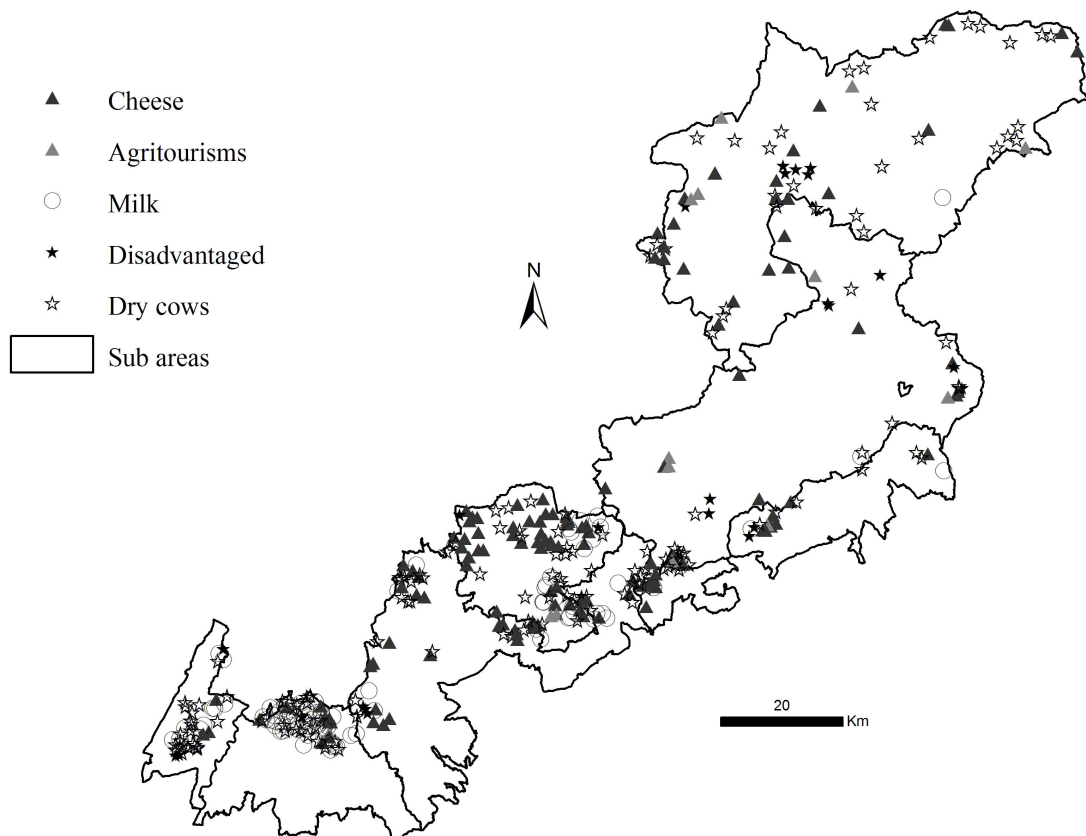 Cheese
Agritourisms
Milk
Disadvantaged
Dry cows
Sub areas
N
20
Km